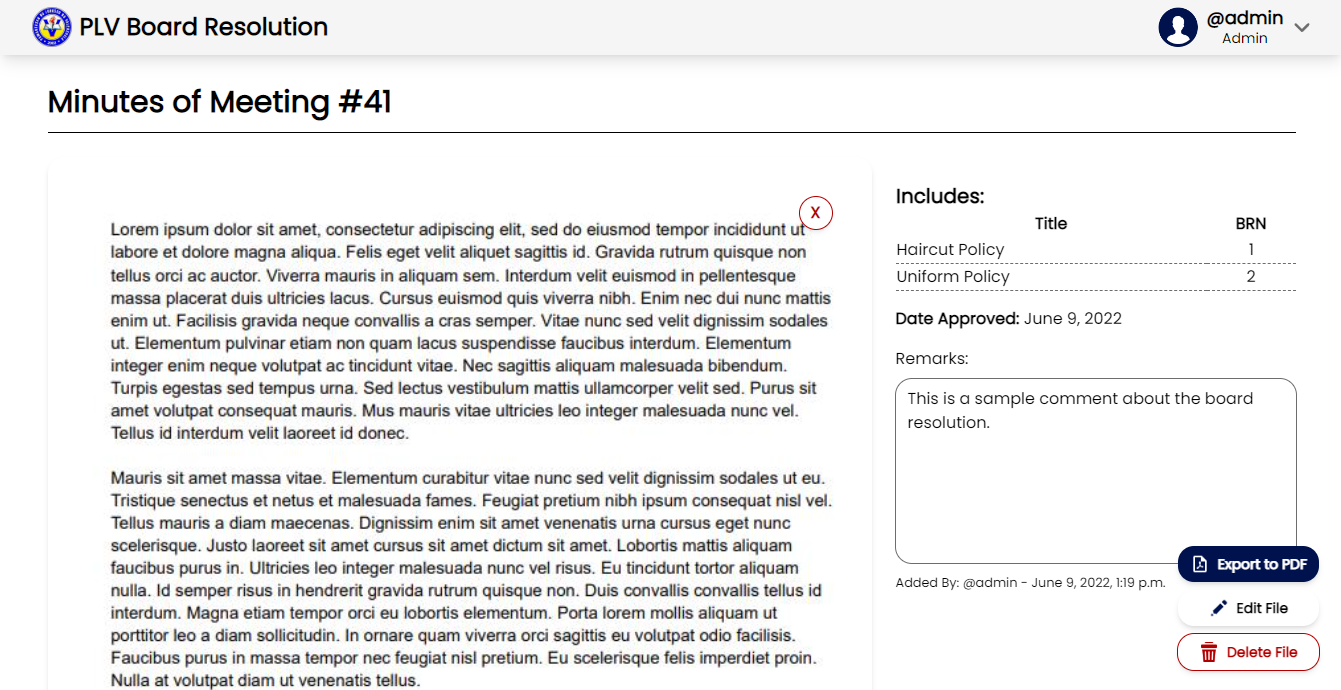 PLV Board Resolution
@admin
Admin
Minutes of Meeting #41
X
Lorem ipsum dolor sit amet, consectetur adipiscing elit, sed do eiusmod tempor incididunt ut
labore et dolore magna aliqua. Felis eget velit aliquet sagittis id. Gravida rutrum quisque non
tellus orci ac auctor. Viverra mauris in aliquam sem. Interdum velit euismod in pellentesque
massa placerat duis ultricies lacus. Cursus euismod quis viverra nibh. Enim nec dui nunc mattis
enim ut. Facilisis gravida neque convallis a cras semper. Vitae nunc sed velit dignissim sodales
ut. Elementum pulvinar etiam non quam lacus suspendisse faucibus interdum. Elementum
integer enim neque volutpat ac tincidunt vitae. Nec sagittis aliquam malesuada bibendum.
Turpis egestas sed tempus urna. Sed lectus vestibulum mattis ullamcorper velit sed. Purus sit
amet volutpat consequat mauris. Mus mauris vitae ultricies leo integer malesuada nunc vel.
Tellus id interdum velit laoreet id donec.
Mauris sit amet massa vitae. Elementum curabitur vitae nunc sed velit dignissim sodales ut eu.
Tristique senectus et netus et malesuada fames. Feugiat pretium nibh ipsum consequat nisl vel.
Tellus mauris a diam maecenas. Dignissim enim sit amet venenatis urna cursus eget nunc
scelerisque. Justo laoreet sit amet cursus sit amet dictum sit amet. Lobortis mattis aliquam
faucibus purus in. Ultricies leo integer malesuada nunc vel risus. Eu tincidunt tortor aliquam
nulla. Id semper risus in hendrerit gravida rutrum quisque non. Duis convallis convallis tellus id
interdum. Magna etiam tempor orci eu lobortis elementum. Porta lorem mollis aliquam ut
porttitor leo a diam sollicitudin. In ornare quam viverra orci sagittis eu volutpat odio facilisis.
Faucibus purus in massa tempor nec feugiat nisl pretium. Eu scelerisque felis imperdiet proin.
Nulla at volutpat diam ut venenatis tellus.
Includes:
Title BRN
Haircut Policy 1
Uniform Policy 2
Date Approved: June 9, 2022
Remarks:
This is a sample comment about the board
resolution.
Added By: @admin - June 9, 2022, 1:19 p.m.
Export to PDF
Edit File
Delete File